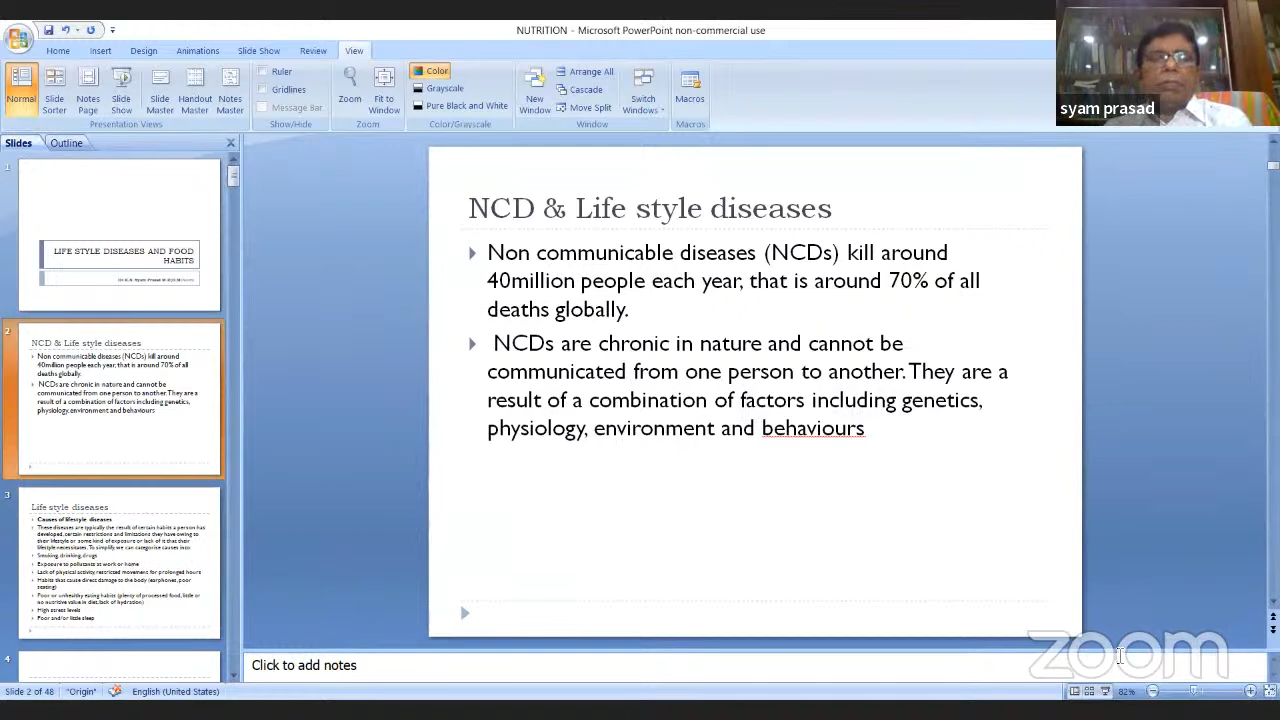 NUTRITION - Microsoft PowerPoint non-commercial use
Home Insert Design Animations Slide Show Review View
Normal Slide Sorter Notes Page Slide Show Slide Master Handout Master Notes Master
Presentation Views
Ruler
Gridlines
Message Bar
Show/Hide
Zoom Fit to Window
Zoom
Color
Grayscale
Pure Black and White
Color/Grayscale
New Window
Arrange All
Cascade
Move Split
Switch Windows
Window
Macros
Macros
syam prasad
Slides Outline
1
LIFE STYLE DISEASES AND FOOD
HABITS
2
NCD & Life style diseases
Non communicable diseases (NCDs) kill around
40million people each year, that is around 70% of all
deaths globally.
NCDs are chronic in nature and cannot be
communicated from one person to another. They are a
result of a combination of factors including genetics,
physiology, environment and behaviours
3
Life style diseases
Causes of lifestyle diseases
These diseases are typically the result of certain habits a person has
developed, certain restrictions and limitations they have owing to
their lifestyle or some kind of exposure or lack of it that their
lifestyle necessitates. To simplify, we can categorise causes into:
Smoking, drinking, drugs
Exposure to pollutants at work or home
Lack of physical activity, restricted movement for prolonged hours
Habits that cause direct damage to the body (earphones, poor
seating)
Poor or unhealthy eating habits (plenty of processed food, little or
no nutritive value in diet, lack of hydration)
High stress levels
Poor and/or little sleep
4
NCD & Life style diseases
Non communicable diseases (NCDs) kill around
40million people each year, that is around 70% of all
deaths globally.
NCDs are chronic in nature and cannot be
communicated from one person to another. They are a
result of a combination of factors including genetics,
physiology, environment and behaviours
zoom
Click to add notes
Slide 2 of 48 "Origin" English (United States) 82%